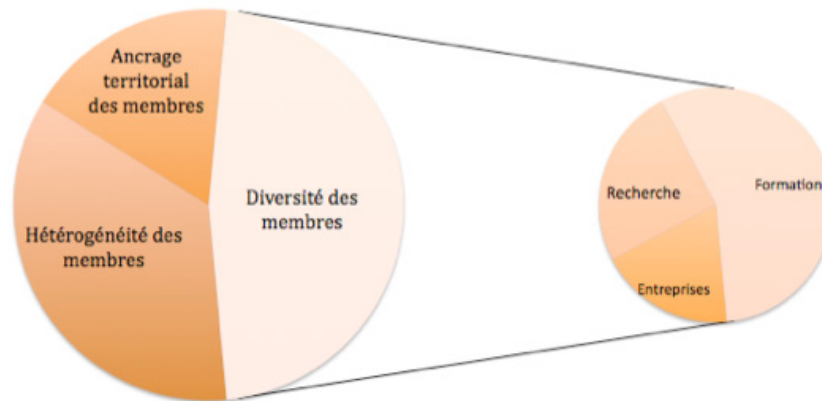 Ancrage
territorial
des membres
Diversité des
membres
Hétérogénéité des
membres
Formation
Recherche
Entreprises